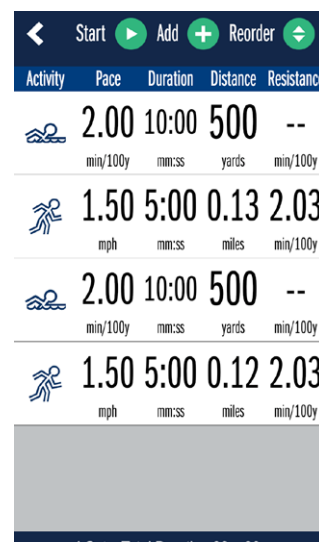 Start Add Reorder
Activity Pace Duration Distance Resistance
2.00 10:00 500 --
min/100y mm:ss yards min/100y
1.50 5:00 0.13 2.03
mph mm:ss miles min/100y
2.00 10:00 500 --
min/100y mm:ss yards min/100y
1.50 5:00 0.12 2.03
mph mm:ss miles min/100y